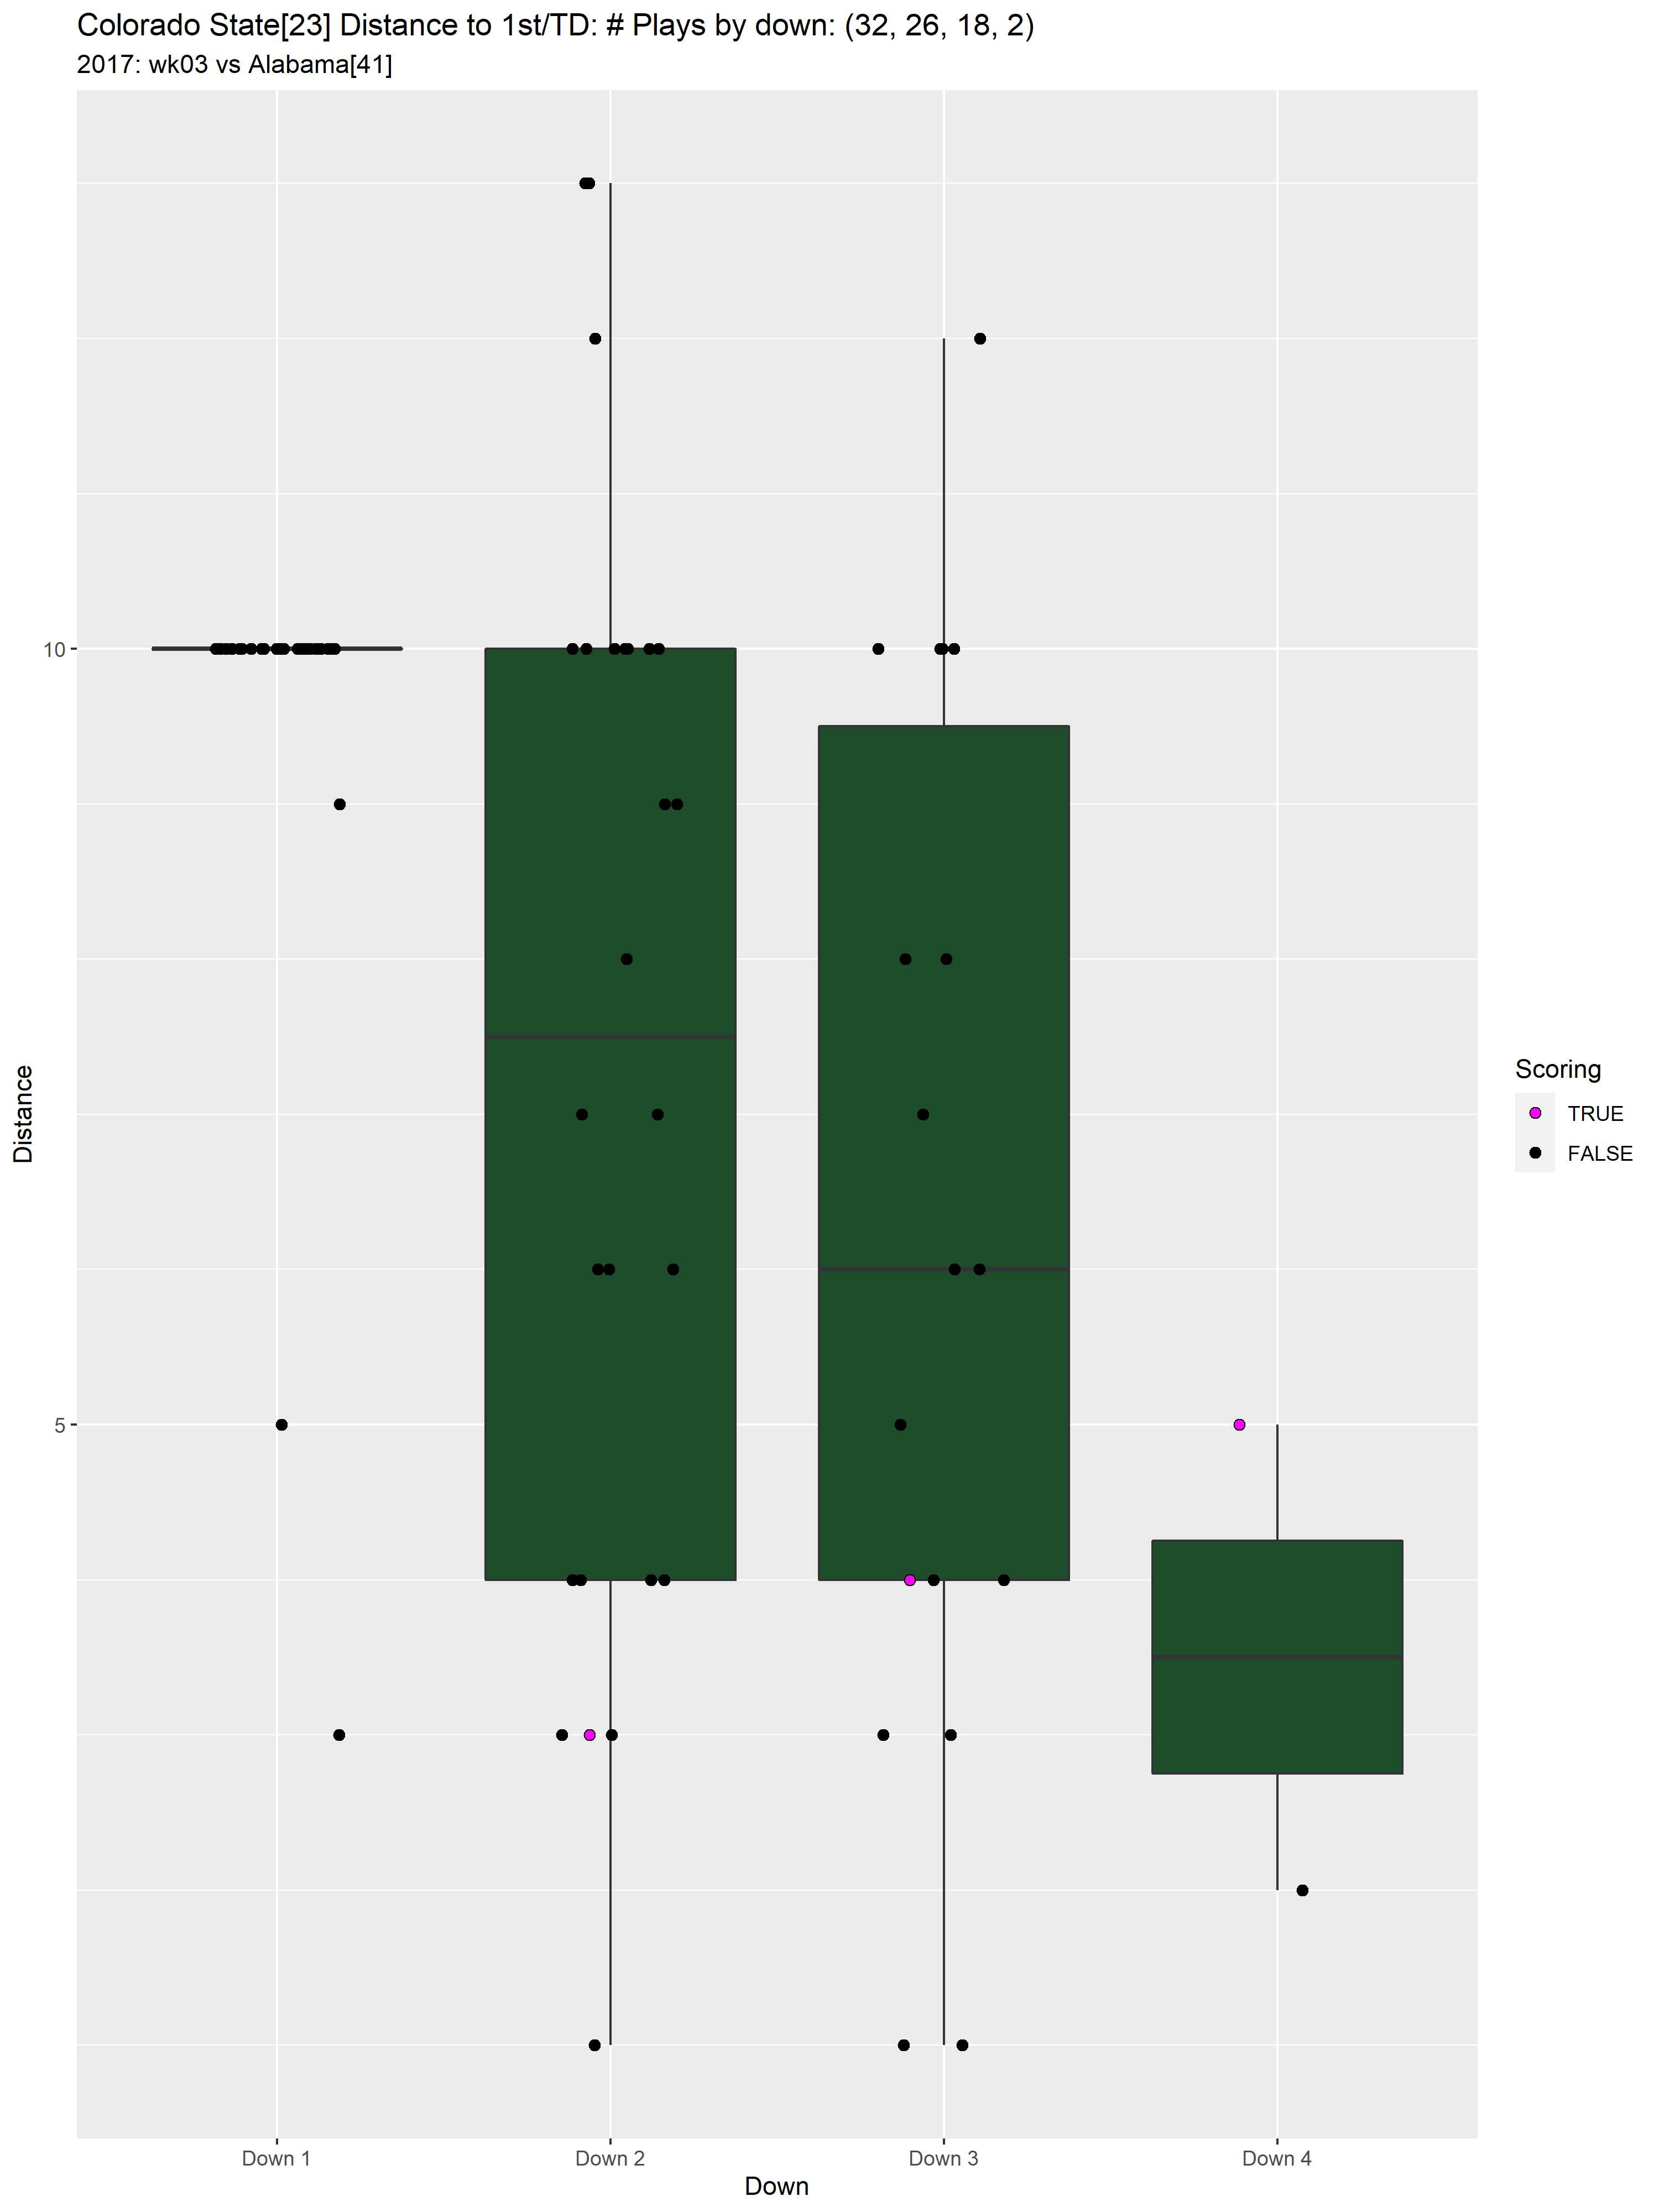 Colorado State[23] Distance to 1st/TD: # Plays by down: (32, 26, 18, 2)
2017: wk03 vs Alabama[41]
10
5
Distance
Scoring
TRUE
FALSE
Down 1
Down 2
Down 3
Down 4
Down